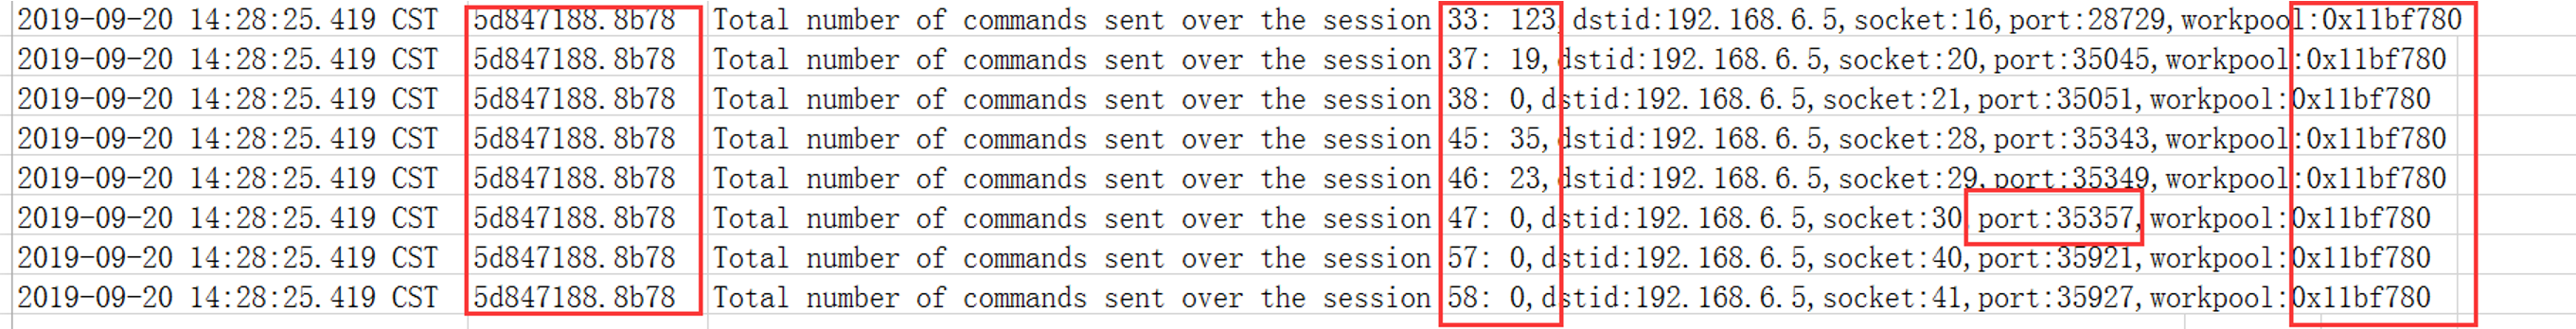 2019-09-20 14:28:25.419 CST 5d847188.8b78 Total number of commands sent over the session 33: 123, dstid:192.168.6.5, socket:16, port:28729, workpool:0x11bf780
2019-09-20 14:28:25.419 CST 5d847188.8b78 Total number of commands sent over the session 37: 19, dstid:192.168.6.5, socket:20, port:35045, workpool:0x11bf780
2019-09-20 14:28:25.419 CST 5d847188.8b78 Total number of commands sent over the session 38: 0, dstid:192.168.6.5, socket:21, port:35051, workpool:0x11bf780
2019-09-20 14:28:25.419 CST 5d847188.8b78 Total number of commands sent over the session 45: 35, dstid:192.168.6.5, socket:28, port:35343, workpool:0x11bf780
2019-09-20 14:28:25.419 CST 5d847188.8b78 Total number of commands sent over the session 46: 23, dstid:192.168.6.5, socket:29, port:35349, workpool:0x11bf780
2019-09-20 14:28:25.419 CST 5d847188.8b78 Total number of commands sent over the session 47: 0, dstid:192.168.6.5, socket:30 port:35357, workpool:0x11bf780
2019-09-20 14:28:25.419 CST 5d847188.8b78 Total number of commands sent over the session 57: 0, dstid:192.168.6.5, socket:40, port:35921, workpool:0x11bf780
2019-09-20 14:28:25.419 CST 5d847188.8b78 Total number of commands sent over the session 58: 0, dstid:192.168.6.5, socket:41, port:35927, workpool:0x11bf780